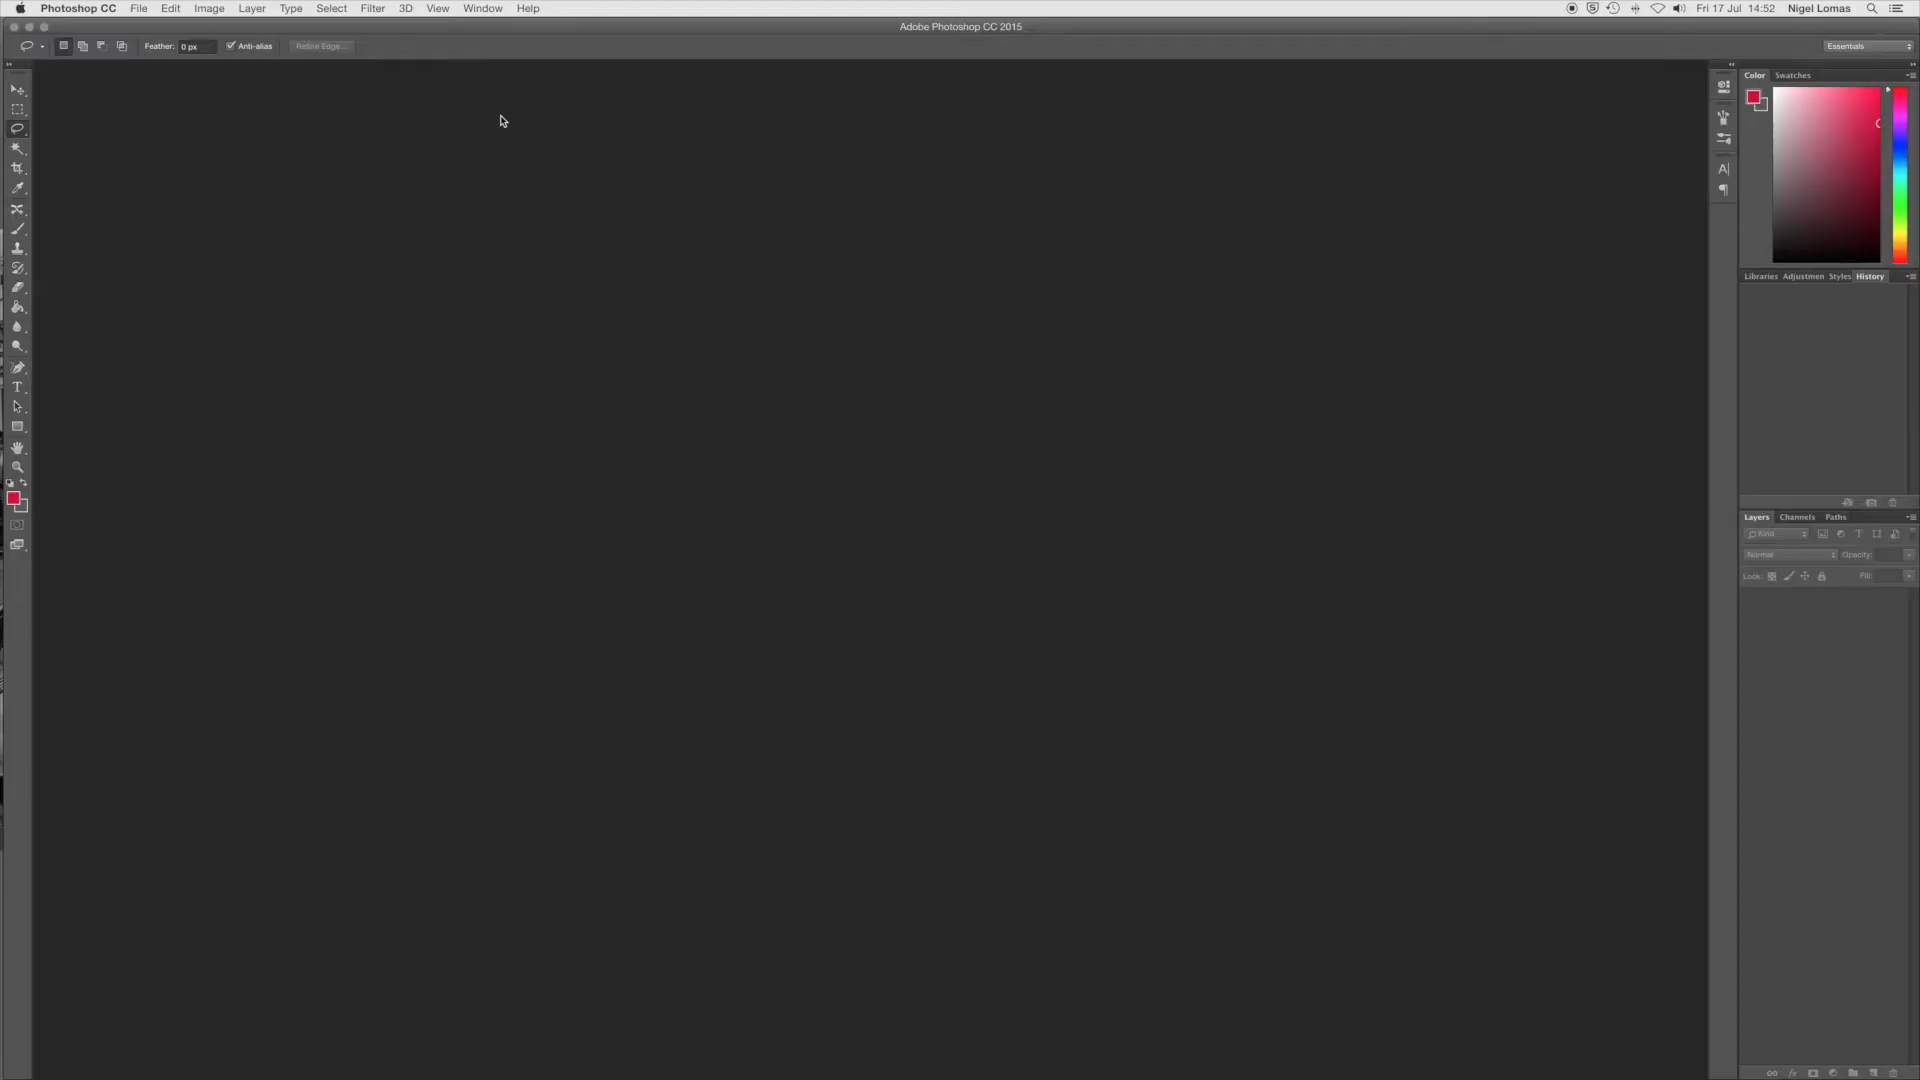 Photoshop CC File Edit Image Layer Type Select Filter 3D View Window Help Fri 17 Jul 14:52 Nigel Lomas
Adobe Photoshop CC 2015
Feather: 0 px Anti-alias Refine Edge... Essentials
Color Swatches
Libraries Adjustmen Styles History
Layers Channels Paths
Kind
Normal Opacity:
Lock: Fill: